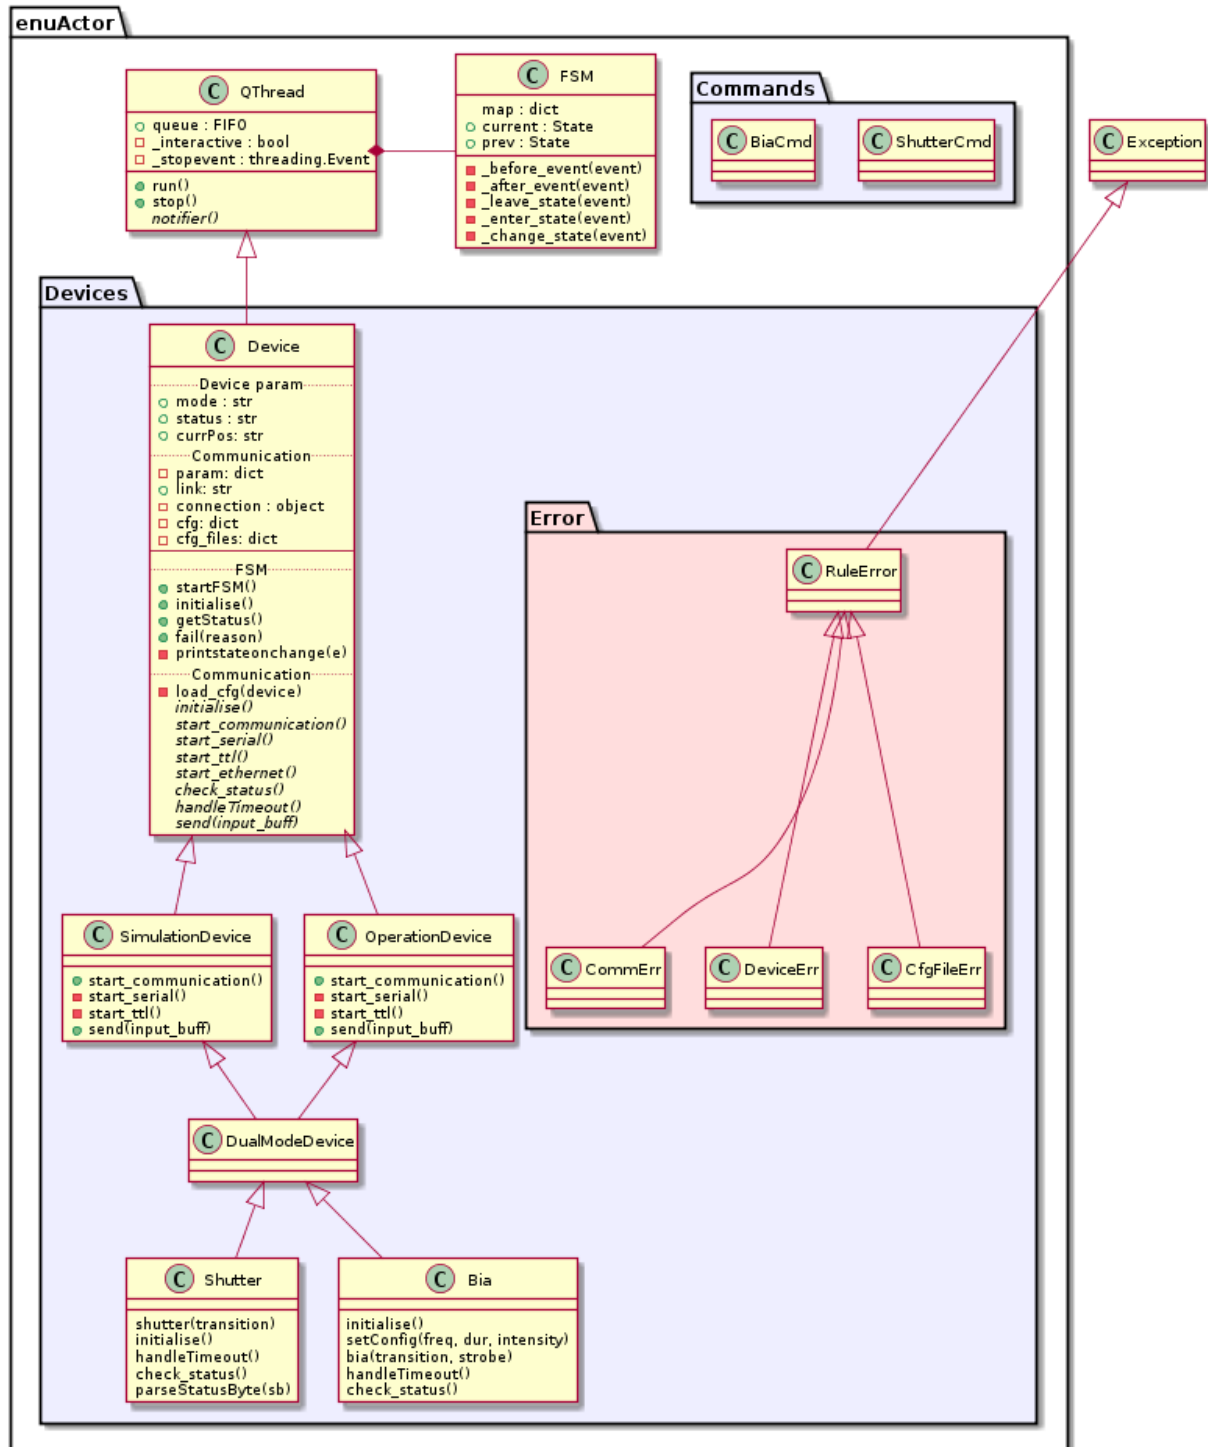 enuActor
C QThread
queue : FIFO
_interactive : bool
_stopevent : threading.Event
run()
stop()
notifier()
C FSM
map : dict
current : State
prev : State
_before_event(event)
_after_event(event)
_leave_state(event)
_enter_state(event)
_change_state(event)
Commands
C BiaCmd
C ShutterCmd
C Exception
Devices
C Device
Device param
mode : str
status : str
currPos: str
Communication
param: dict
link: str
connection : object
cfg: dict
cfg_files: dict
FSM
startFSM()
initialise()
getStatus()
fail(reason)
printstateonchange(e)
Communication
load_cfg(device)
initialise()
start_communication()
start_serial()
start_ttl()
start_ethernet()
check_status()
handleTimeout()
send(input_buff)
Error
C RuleError
C CommErr
C DeviceErr
C CfgFileErr
C SimulationDevice
start_communication()
start_serial()
start_ttl()
send(input_buff)
C OperationDevice
start_communication()
start_serial()
start_ttl()
send(input_buff)
C DualModeDevice
C Shutter
shutter(transition)
initialise()
handleTimeout()
check_status()
parseStatusByte(sb)
C Bia
initialise()
setConfig(freq, dur, intensity)
bia(transition, strobe)
handleTimeout()
check_status()